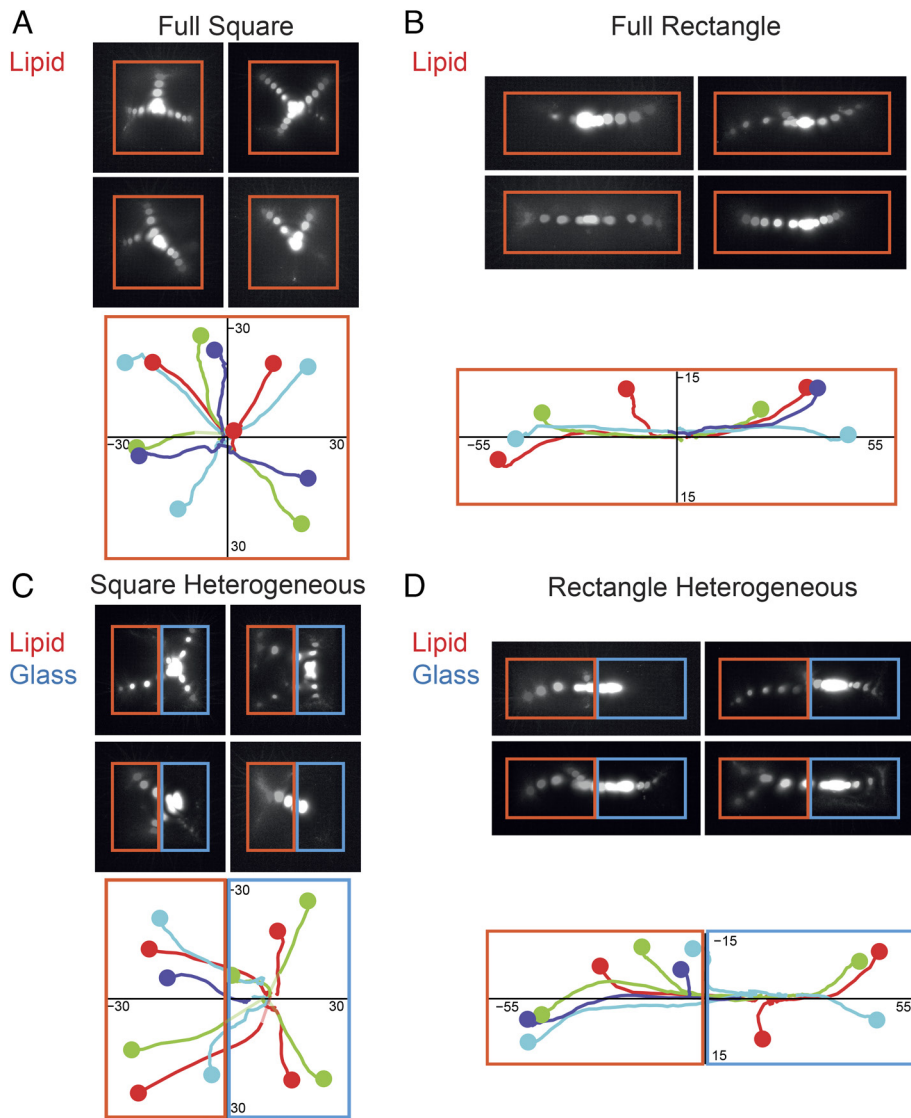 A
Full Square
Lipid
−30
−30
30
30
B
Full Rectangle
Lipid
−15
−55
55
15
C
Square Heterogeneous
Lipid
Glass
-30
−30
30
30
D
Rectangle Heterogeneous
Lipid
Glass
−15
−55
55
15